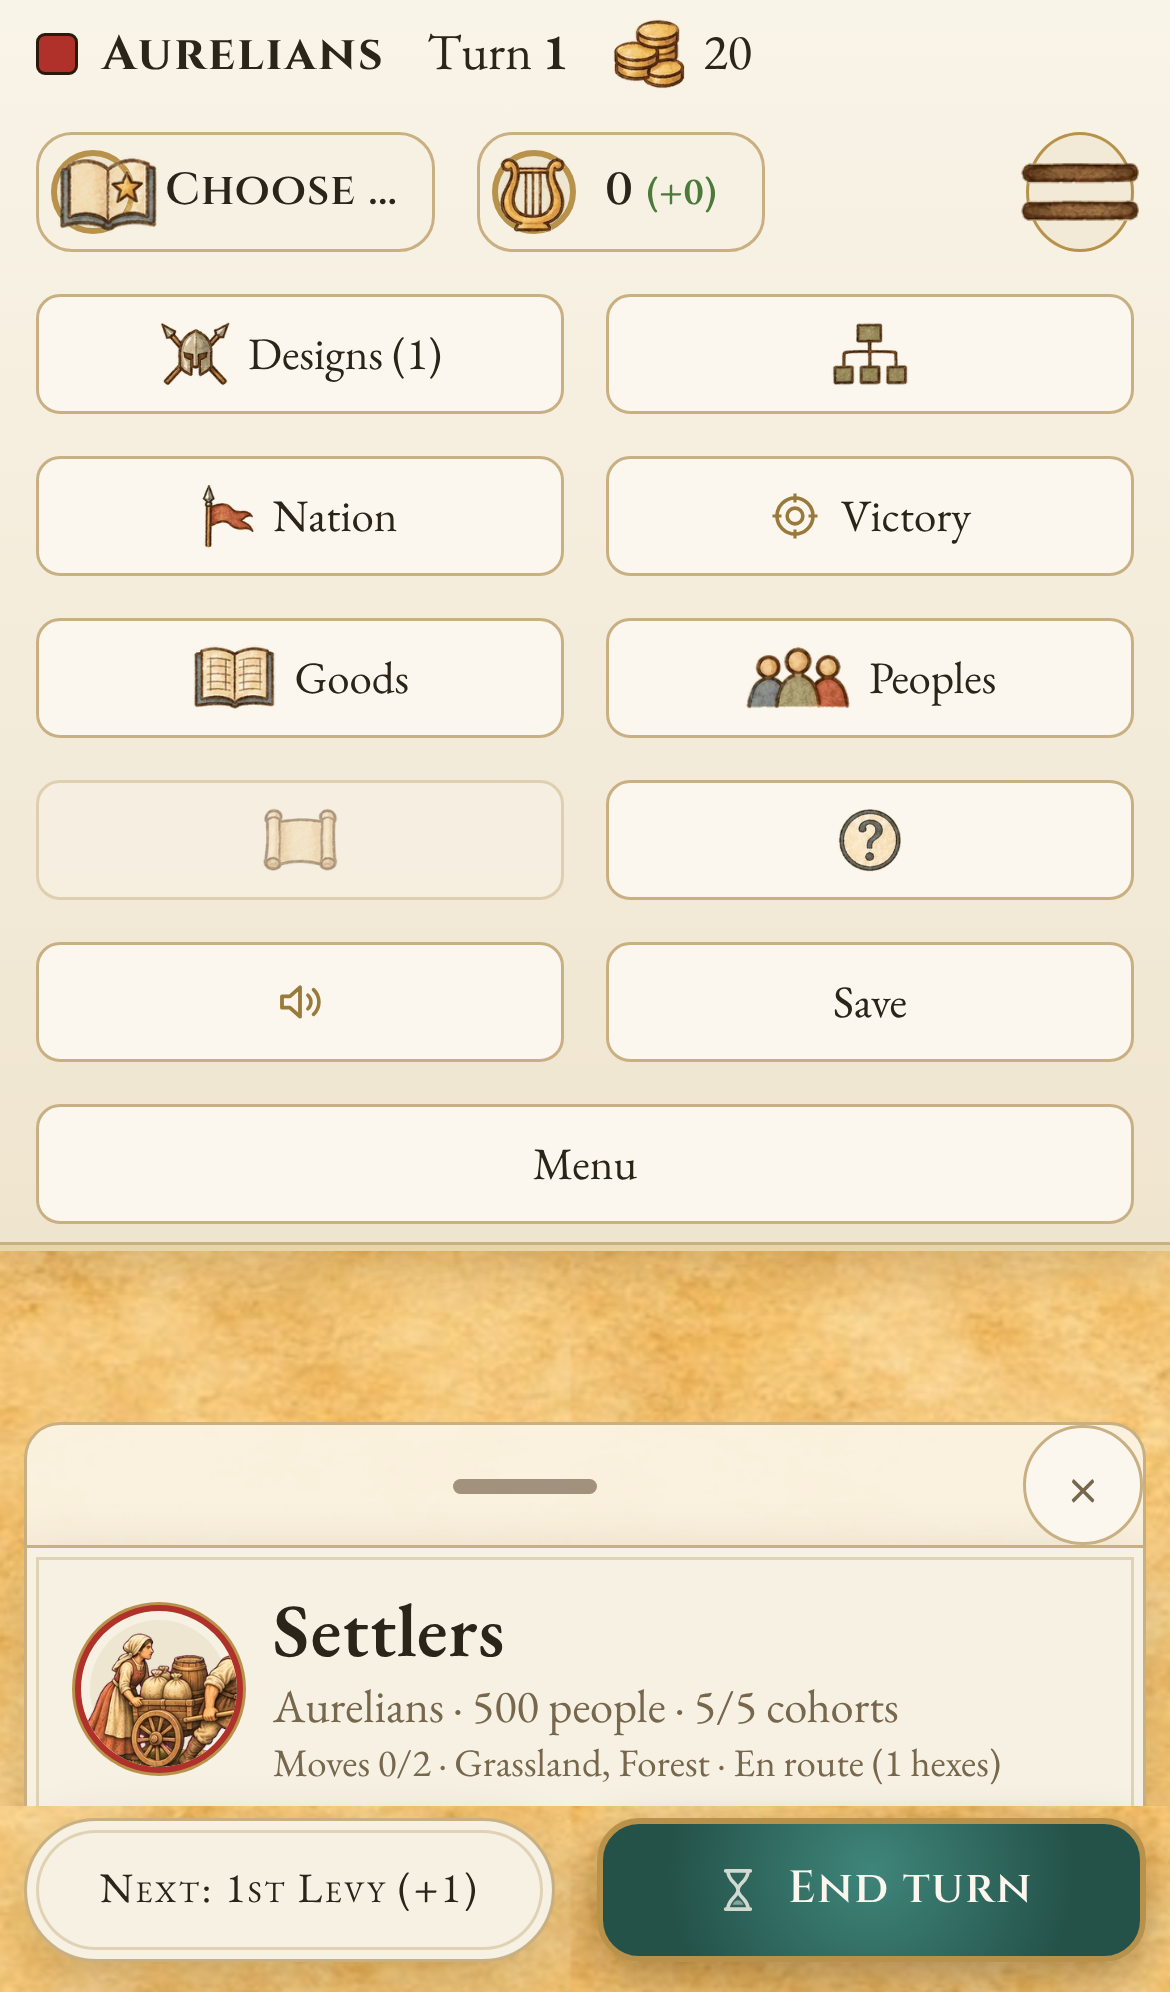 AURELIANS Turn 1 20
CHOOSE ... 0 (+0)
Designs (1)
Nation Victory
Goods Peoples
?
Save
Menu
×
Settlers
Aurelians · 500 people · 5/5 cohorts
Moves 0/2 · Grassland, Forest · En route (1 hexes)
NEXT: 1ST LEVY (+1) END TURN